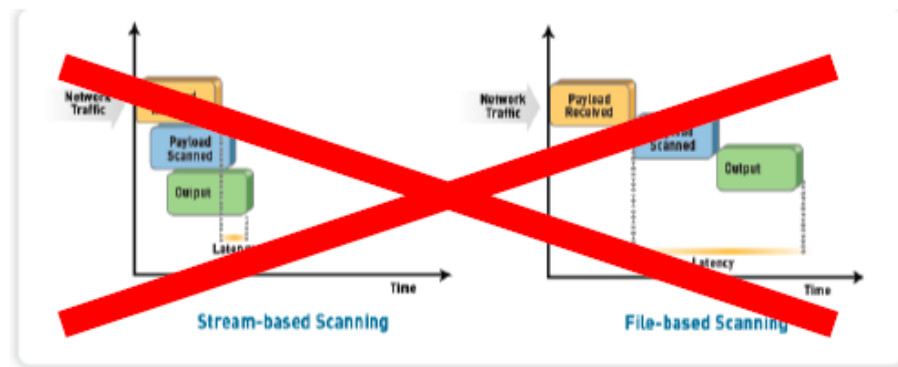 Network
Traffic
Payload
Scanned
Output
Latency
Time
Stream-based Scanning
Network
Traffic
Payload
Received
Scanned
Output
Latency
Time
File-based Scanning